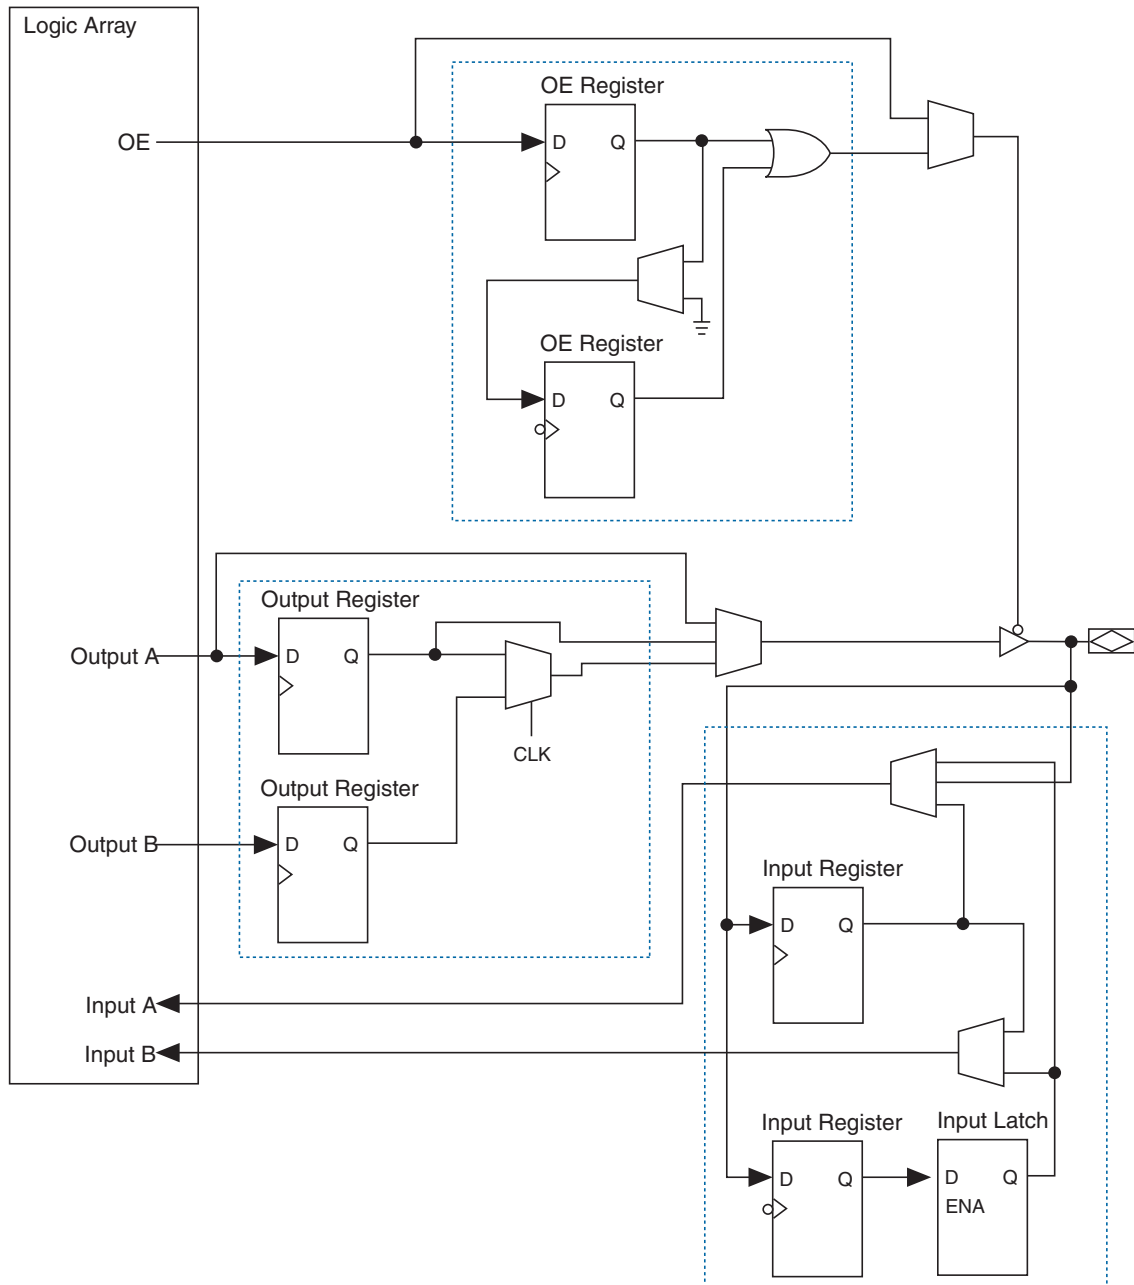 Logic Array
OE Register
OE
D Q
OE Register
D Q
Output Register
Output A
D Q
CLK
Output Register
Output B
D Q
Input Register
D Q
Input A
Input B
Input Register
Input Latch
D Q
D Q
ENA